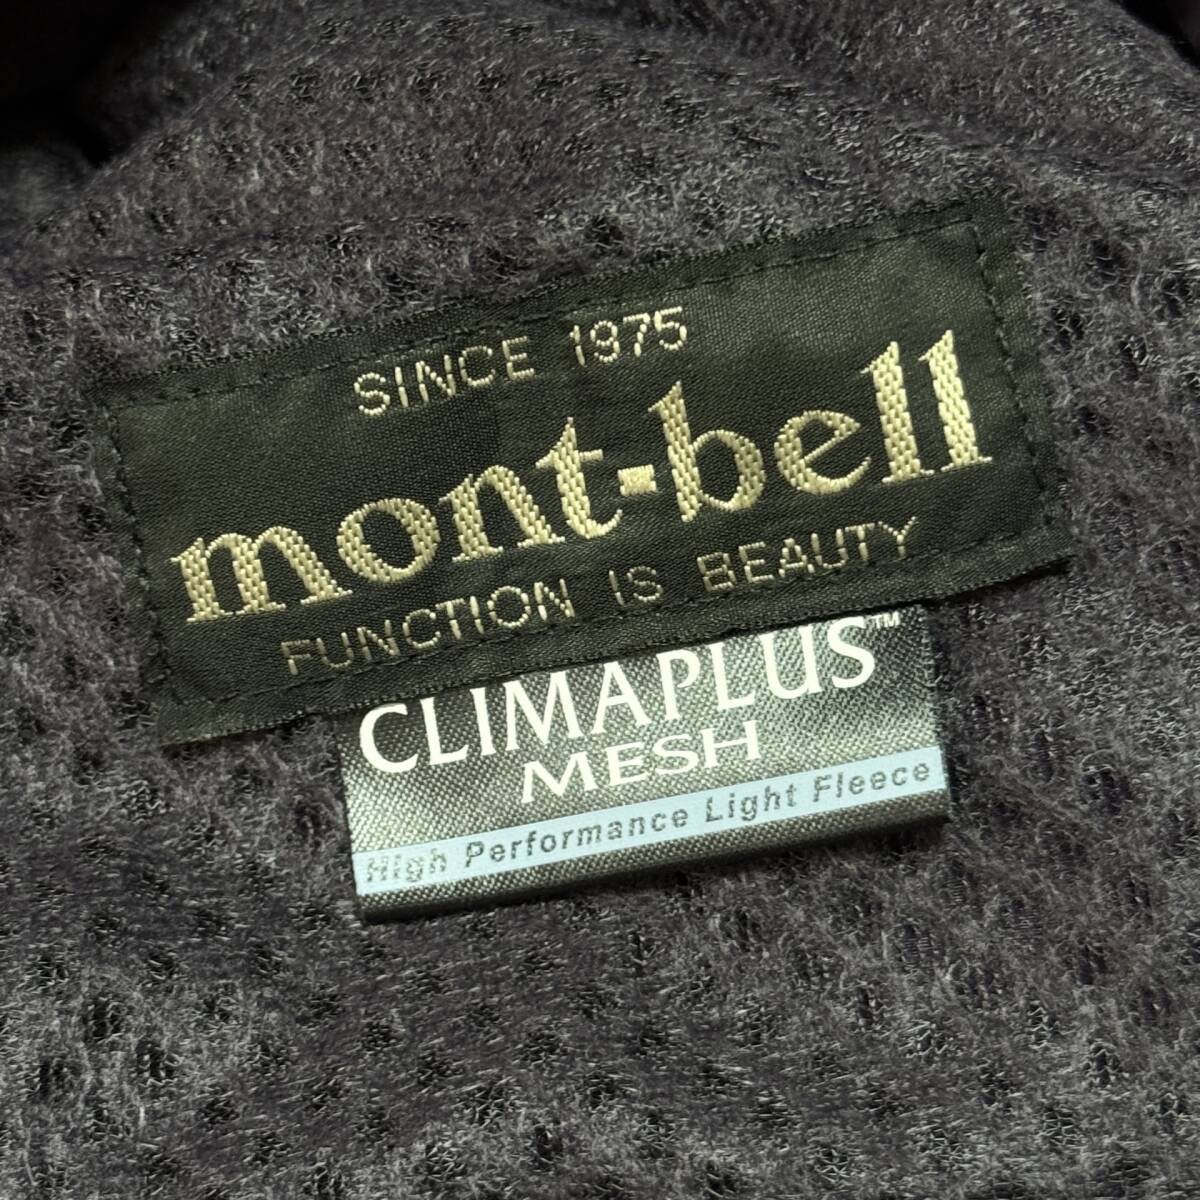 SINCE 1975
mont-bell
FUNCTION IS BEAUTY
CLIMAPLUS™
MESH
High Performance Light Fleece